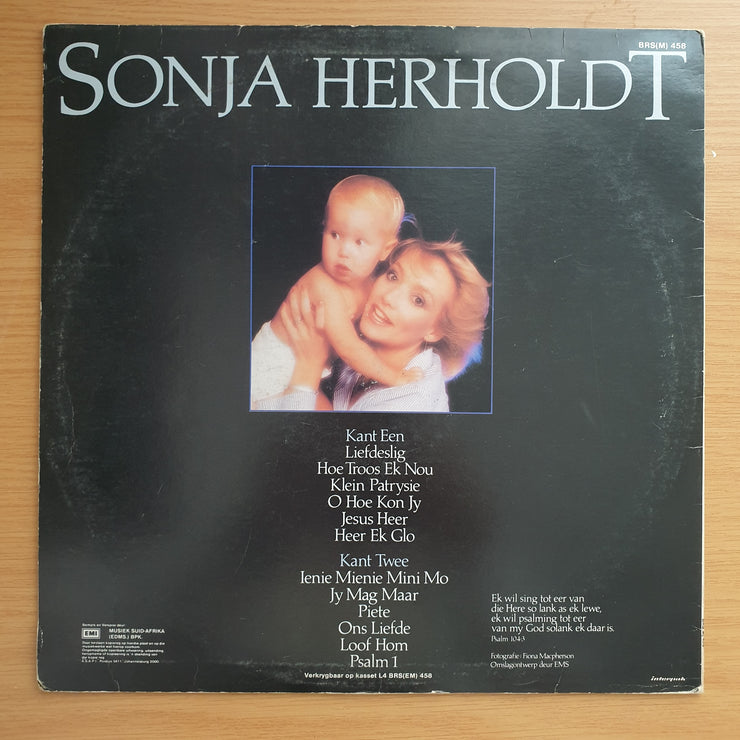 BRS(M) 458
SONJA HERHOLDT
Kant Een
Liefdeslig
Hoe Troos Ek Nou
Klein Patrysie
O Hoe Kon Jy
Jesus Heer
Heer Ek Glo
Kant Twee
Ienie Mienie Mini Mo
Jy Mag Maar
Piete
Ons Liefde
Loof Hom
Psalm 1
Verkrygbaar op kasset L4 BRS(EM) 458
Ek wil sing tot eer van
die Here so lank as ek lewe,
ek wil psalming tot eer
van my God solank ek daar is.
Psalm 104:3
Fotografie: Fiona Macpherson
Omslagontwerp deur EMS
interpak
EMI
MUSIEK SUID-AFRIKA
(EDMS.) BPK.